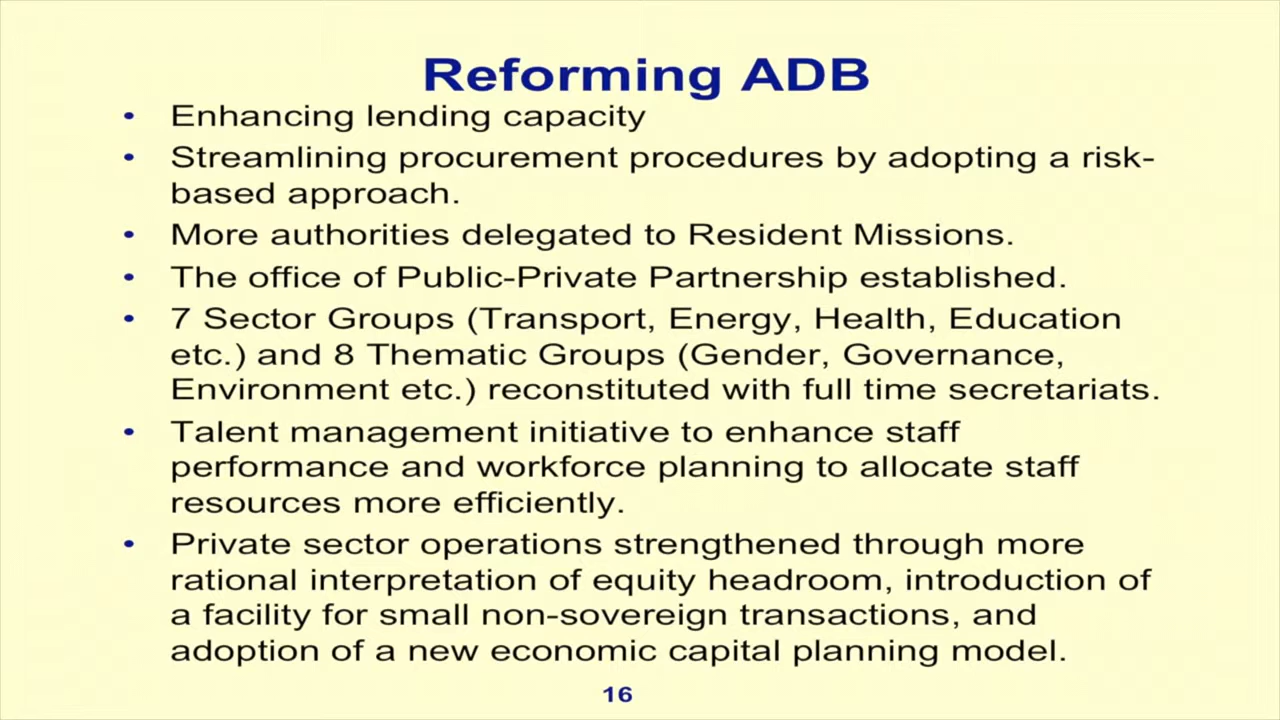 Reforming ADB
• Enhancing lending capacity
• Streamlining procurement procedures by adopting a risk-
based approach.
• More authorities delegated to Resident Missions.
• The office of Public-Private Partnership established.
• 7 Sector Groups (Transport, Energy, Health, Education
etc.) and 8 Thematic Groups (Gender, Governance,
Environment etc.) reconstituted with full time secretariats.
• Talent management initiative to enhance staff
performance and workforce planning to allocate staff
resources more efficiently.
• Private sector operations strengthened through more
rational interpretation of equity headroom, introduction of
a facility for small non-sovereign transactions, and
adoption of a new economic capital planning model.
16